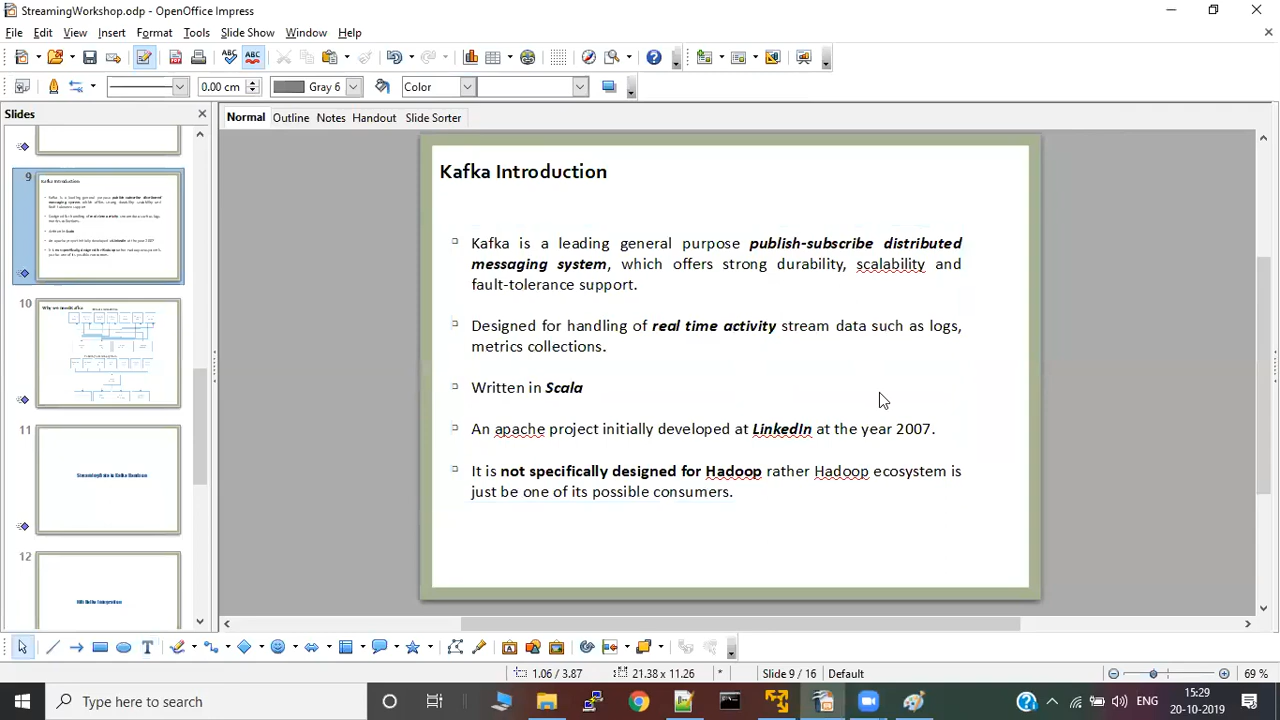 StreamingWorkshop.odp - OpenOffice Impress
File Edit View Insert Format Tools Slide Show Window Help
0.00 cm Gray 6 Color
Slides
Normal Outline Notes Handout Slide Sorter
9
Kafka Introduction
10
11
12
Kafka Introduction
Kafka is a leading general purpose publish-subscribe distributed
messaging system, which offers strong durability, scalability and
fault-tolerance support.
Designed for handling of real time activity stream data such as logs,
metrics collections.
Written in Scala
An apache project initially developed at LinkedIn at the year 2007.
It is not specifically designed for Hadoop rather Hadoop ecosystem is
just be one of its possible consumers.
1.06 / 3.87 21.38 x 11.26 * Slide 9 / 16 Default 69 %
Type here to search
ENG
15:29
20-10-2019